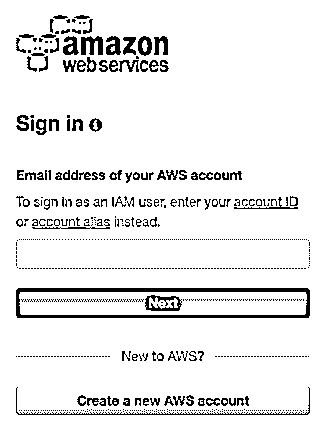 amazon
webservices
Sign in
Email address of your AWS account
To sign in as an IAM user, enter your account ID
or account alias instead.
Next
New to AWS?
Create a new AWS account